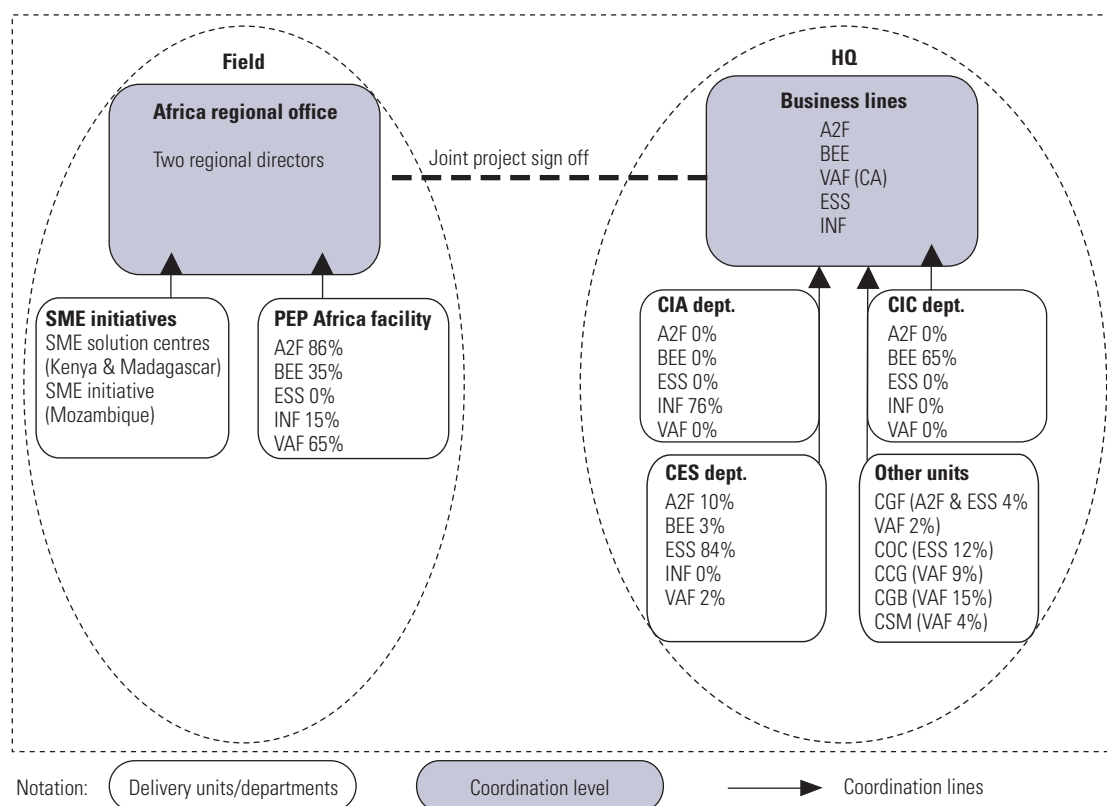 Field
Africa regional office
Two regional directors
Joint project sign off
HQ
Business lines
A2F
BEE
VAF (CA)
ESS
INF
SME initiatives
SME solution centres
(Kenya & Madagascar)
SME initiative
(Mozambique)
PEP Africa facility
A2F 86%
BEE 35%
ESS 0%
INF 15%
VAF 65%
CIA dept.
A2F 0%
BEE 0%
ESS 0%
INF 76%
VAF 0%
CIC dept.
A2F 0%
BEE 65%
ESS 0%
INF 0%
VAF 0%
CES dept.
A2F 10%
BEE 3%
ESS 84%
INF 0%
VAF 2%
Other units
CGF (A2F & ESS 4%
VAF 2%)
COC (ESS 12%)
CCG (VAF 9%)
CGB (VAF 15%)
CSM (VAF 4%)
Notation:
Delivery units/departments
Coordination level
Coordination lines